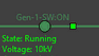 Gen-1-SW:ON
State: Running
Voltage: 10kV